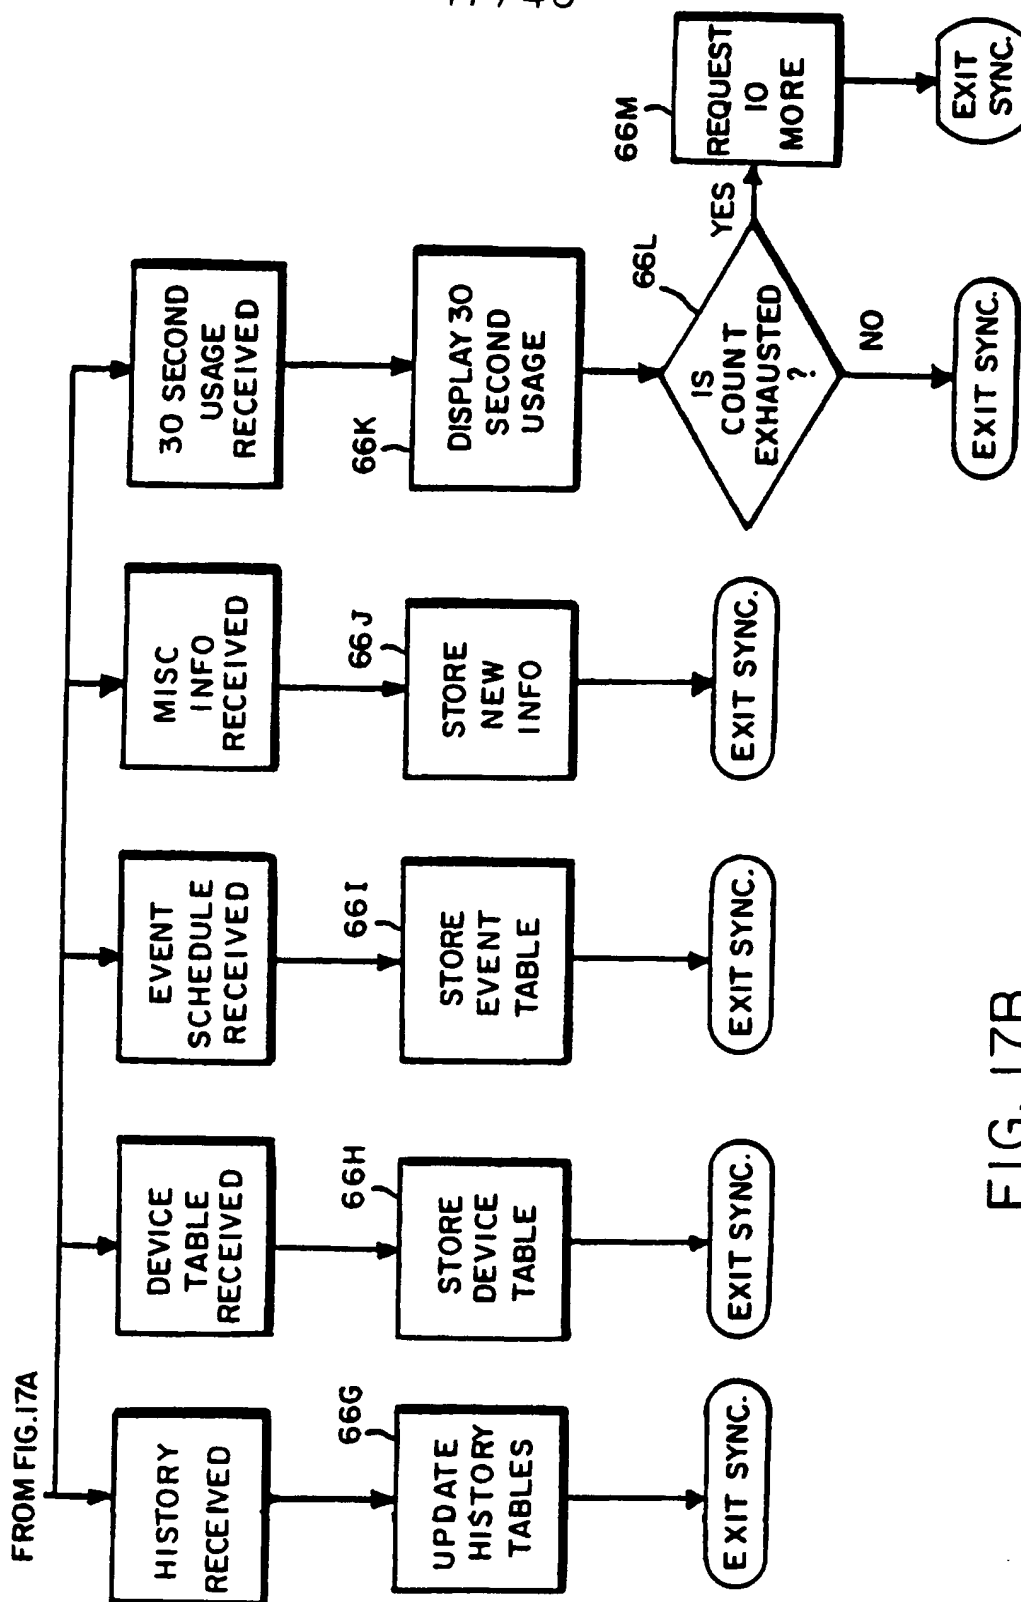 FROM FIG.17A
HISTORY
RECEIVED
DEVICE
TABLE
RECEIVED
EVENT
SCHEDULE
RECEIVED
MISC
INFO
RECEIVED
30 SECOND
USAGE
RECEIVED
66G
UPDATE
HISTORY
TABLES
66H
STORE
DEVICE
TABLE
66I
STORE
EVENT
TABLE
66J
STORE
NEW
INFO
66K
DISPLAY 30
SECOND
USAGE
EXIT SYNC.
EXIT SYNC.
EXIT SYNC.
EXIT SYNC.
66L
IS
COUNT
EXHAUSTED
?
YES
NO
66M
REQUEST
10
MORE
EXIT SYNC.
EXIT
SYNC.
FIG. 17B